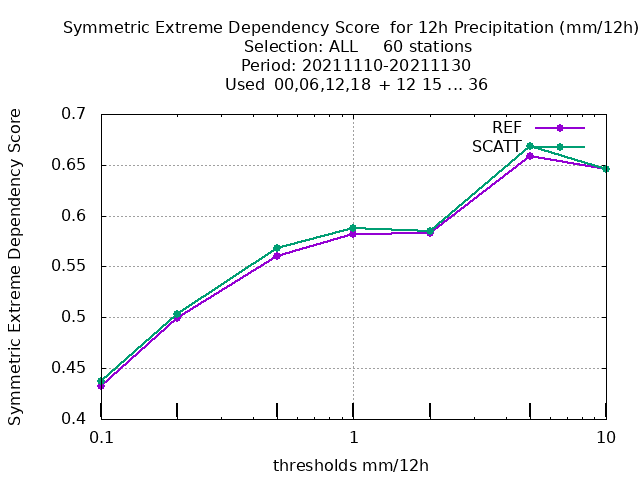 Symmetric Extreme Dependency Score for 12h Precipitation (mm/12h)
Selection: ALL 60 stations
Period: 20211110-20211130
Used 00,06,12,18 + 12 15 ... 36
Symmetric Extreme Dependency Score
0.7
0.65
0.6
0.55
0.5
0.45
0.4
REF
SCATT
0.1
1
10
thresholds mm/12h